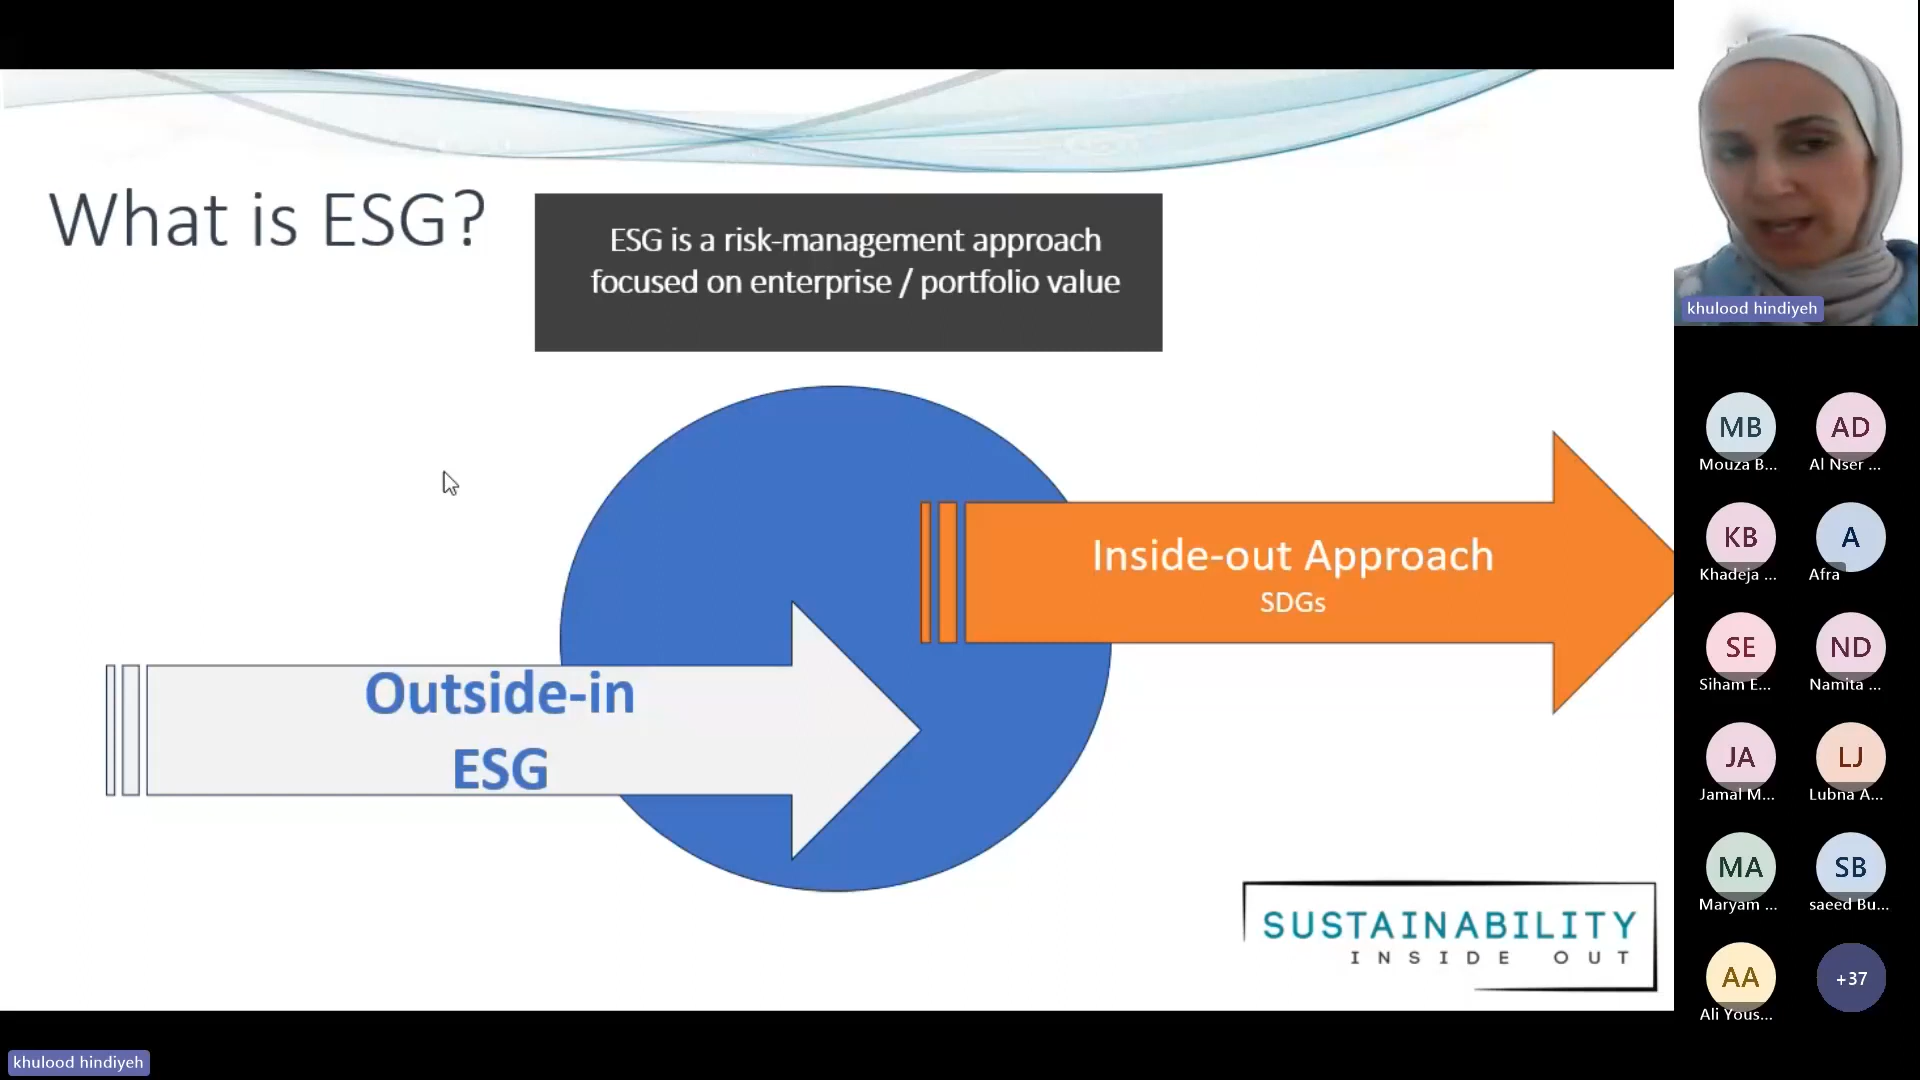 What is ESG?
ESG is a risk-management approach
focused on enterprise / portfolio value
Inside-out Approach
SDGs
Outside-in
ESG
SUSTAINABILITY
INSIDE OUT
khulood hindiyeh
MB
Mouza B...
AD
Al Nser ...
KB
Khadeja ...
A
Afra
SE
Siham E...
ND
Namita ...
JA
Jamal M...
LJ
Lubna A...
MA
Maryam ...
SB
saeed Bu...
AA
Ali Yous...
+37
khulood hindiyeh